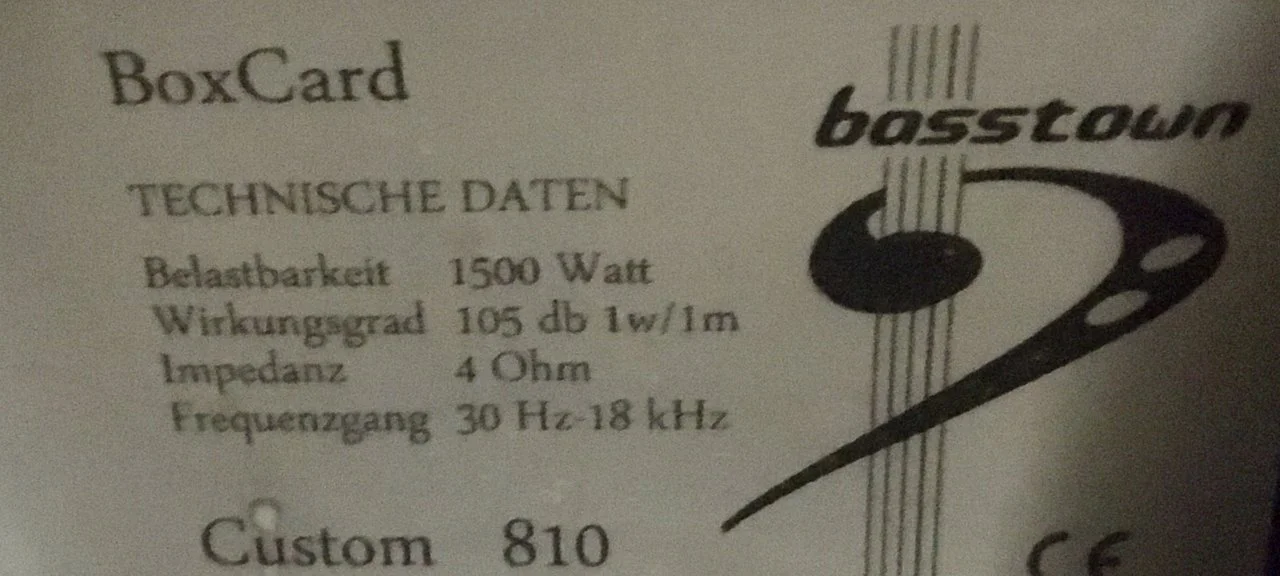 BoxCard
basstown
TECHNISCHE DATEN
Belastbarkeit 1500 Watt
Wirkungsgrad 105 db 1w/1m
Impedanz 4 Ohm
Frequenzgang 30 Hz-18 kHz
Custom 810
CE